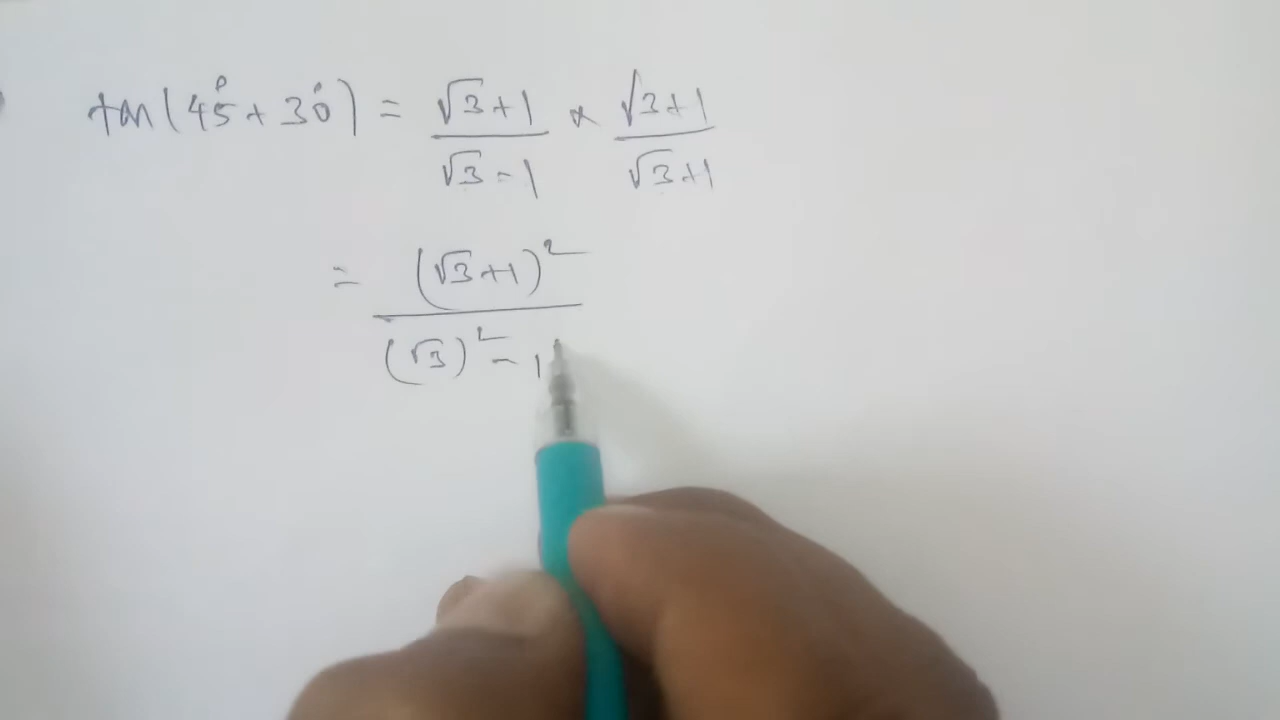 tan(45° + 30°) = √3+1 / √3-1 × √3+1 / √3+1
= (√3+1)² / (√3)² - 1